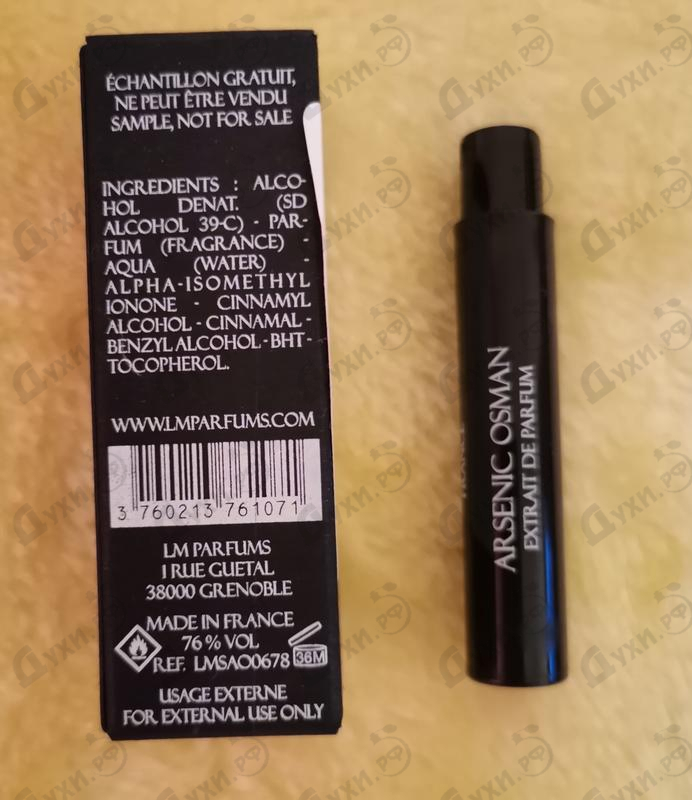 ÉCHANTILLON GRATUIT,
NE PEUT ÊTRE VENDU
SAMPLE, NOT FOR SALE
INGREDIENTS : ALCO-
HOL DENAT. (SD
ALCOHOL 39-C) - PAR-
FUM (FRAGRANCE) -
AQUA (WATER) -
ALPHA-ISOMETHYL
IONONE - CINNAMYL
ALCOHOL - CINNAMAL -
BENZYL ALCOHOL - BHT -
TOCOPHEROL.
WWW.LMPARFUMS.COM
3 760213 761071
LM PARFUMS
1 RUE GUETAL
38000 GRENOBLE
MADE IN FRANCE
76 % VOL
REF. LMSAO0678
36M
USAGE EXTERNE
FOR EXTERNAL USE ONLY
ARSENIC OSMAN
EXTRAIT DE PARFUM
Духи.рф